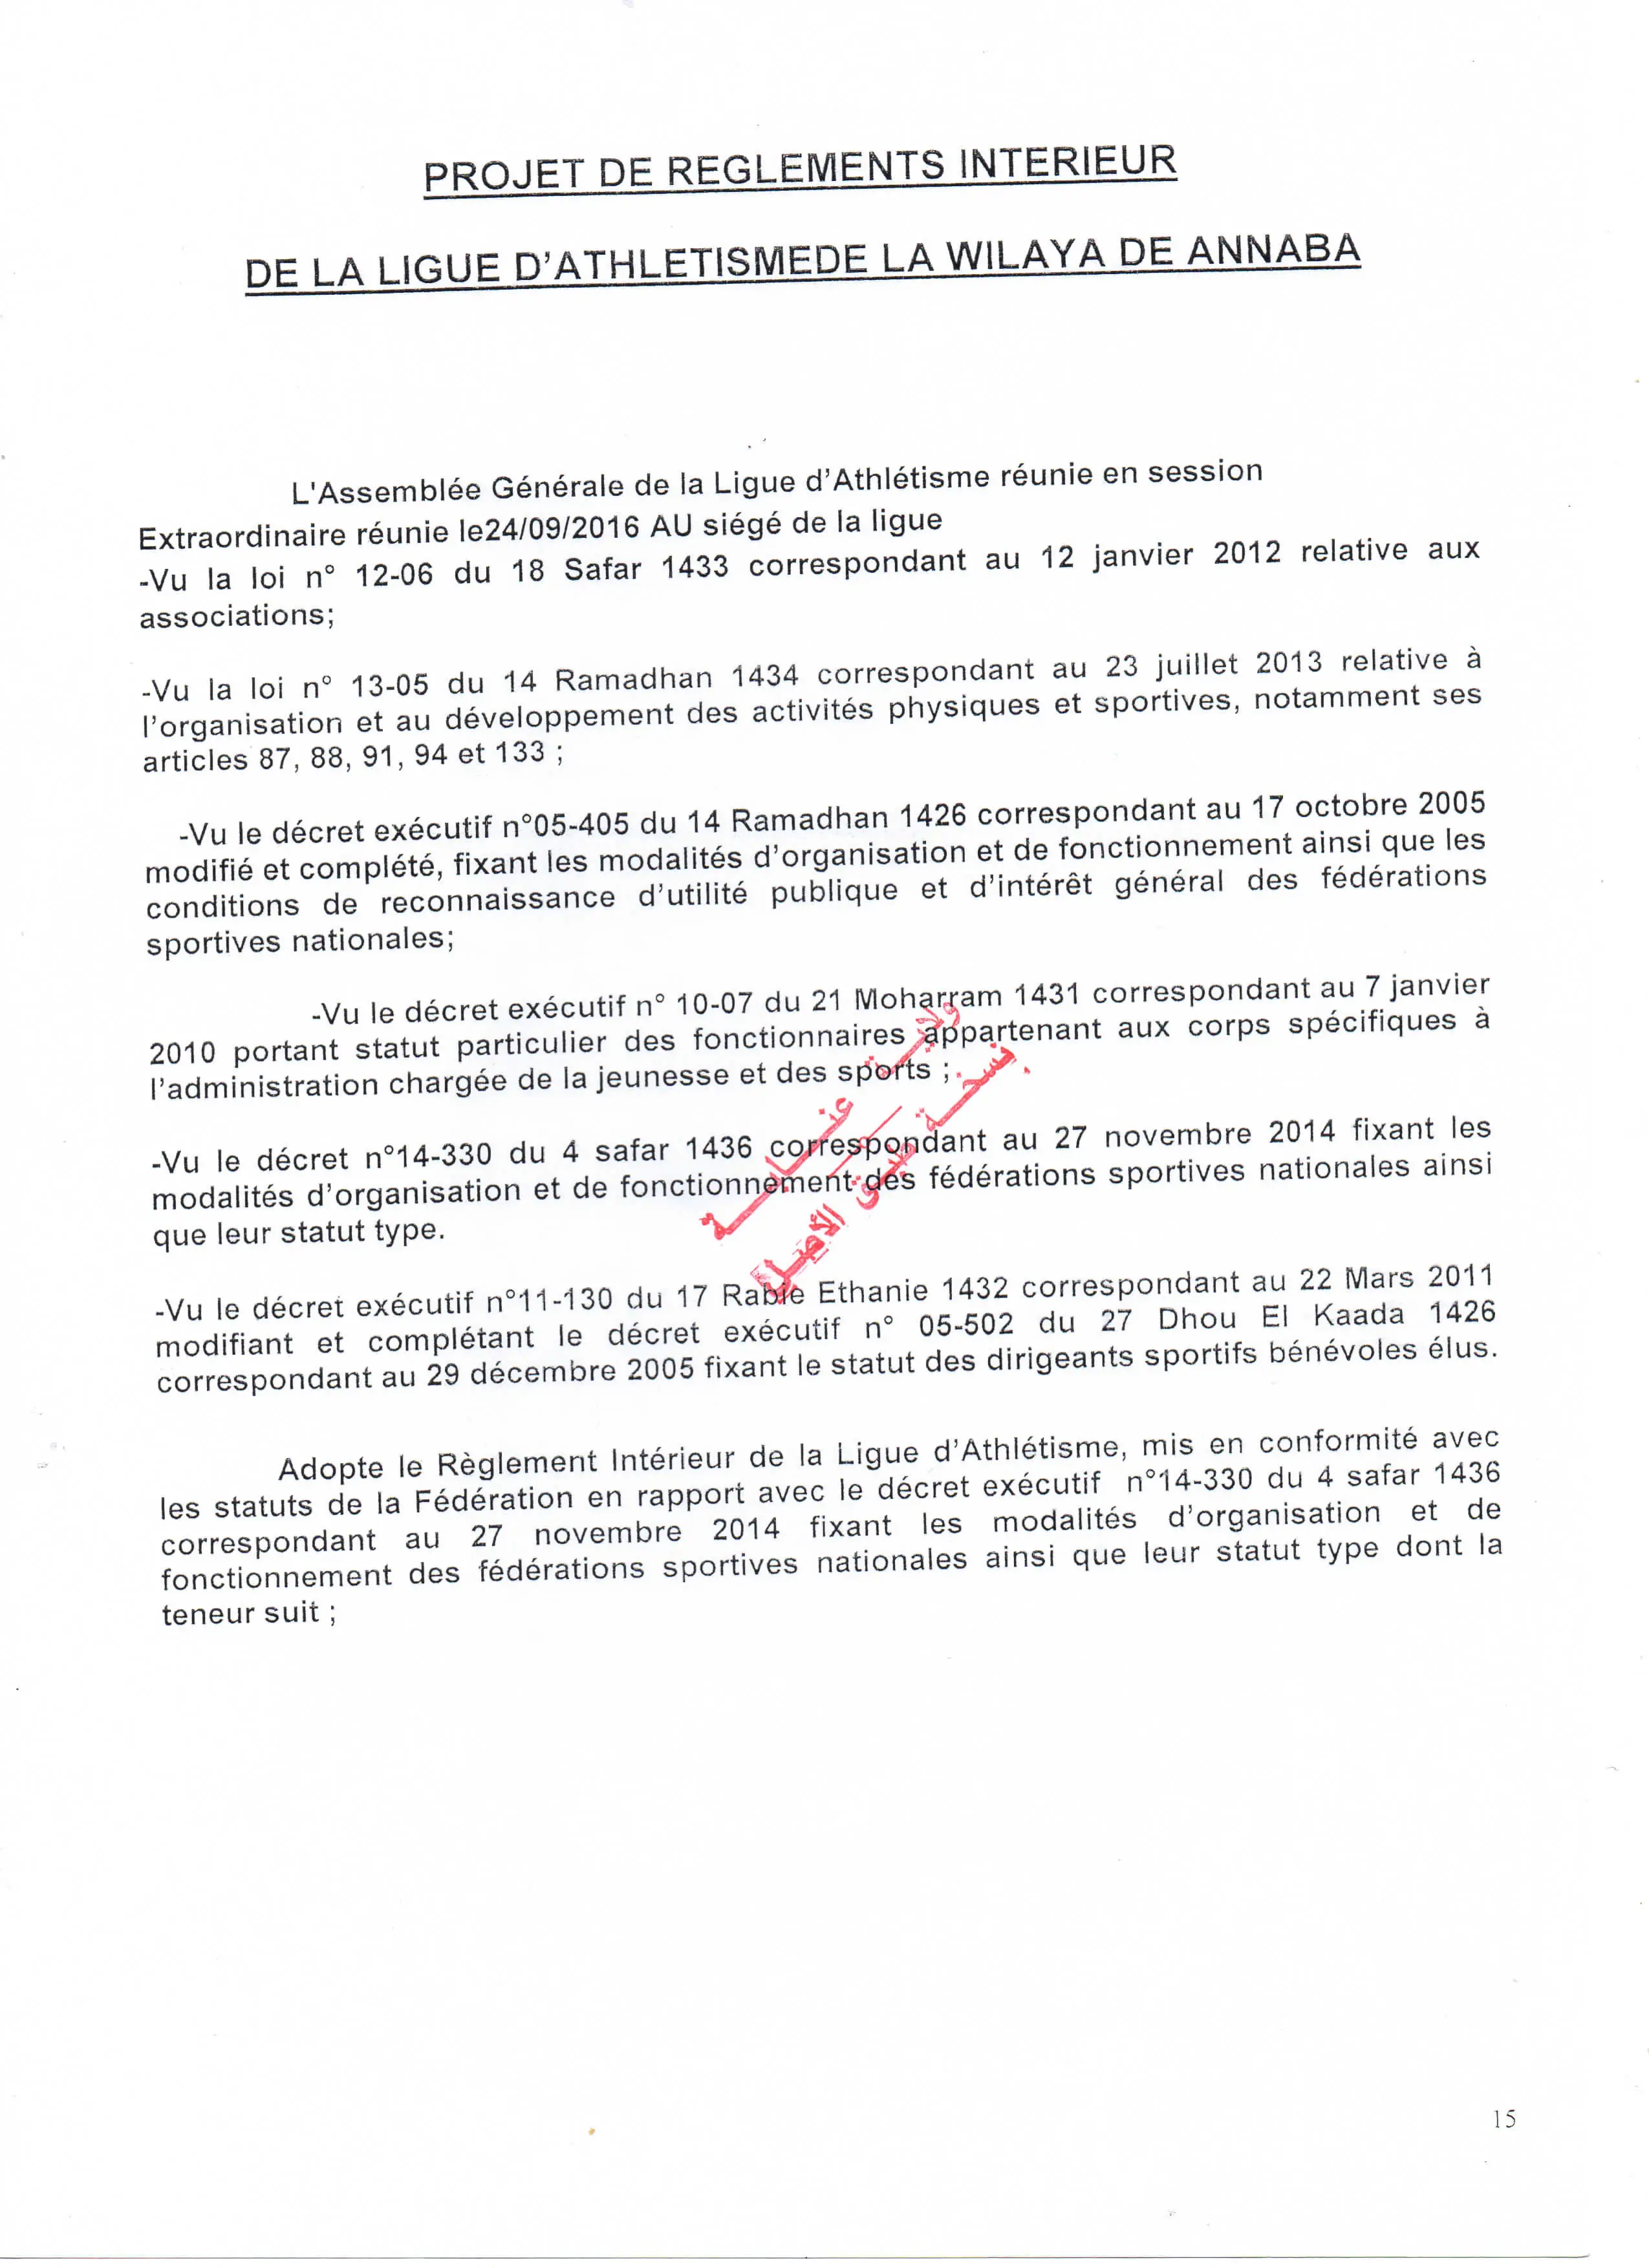 PROJET DE REGLEMENTS INTERIEUR
DE LA LIGUE D'ATHLETISMEDE LA WILAYA DE ANNABA
L'Assemblée Générale de la Ligue d'Athlétisme réunie en session
Extraordinaire réunie le24/09/2016 AU siégé de la ligue
-Vu la loi n° 12-06 du 18 Safar 1433 correspondant au 12 janvier 2012 relative aux
associations;
-Vu la loi n° 13-05 du 14 Ramadhan 1434 correspondant au 23 juillet 2013 relative à
l'organisation et au développement des activités physiques et sportives, notamment ses
articles 87, 88, 91, 94 et 133 ;
-Vu le décret exécutif n°05-405 du 14 Ramadhan 1426 correspondant au 17 octobre 2005
modifié et complété, fixant les modalités d'organisation et de fonctionnement ainsi que les
conditions de reconnaissance d'utilité publique et d'intérêt général des fédérations
sportives nationales;
-Vu le décret exécutif n° 10-07 du 21 Moharram 1431 correspondant au 7 janvier
2010 portant statut particulier des fonctionnaires appartenant aux corps spécifiques à
l'administration chargée de la jeunesse et des sports ;
-Vu le décret n°14-330 du 4 safar 1436 correspondant au 27 novembre 2014 fixant les
modalités d'organisation et de fonctionnement des fédérations sportives nationales ainsi
que leur statut type.
-Vu le décret exécutif n°11-130 du 17 Rabie Ethanie 1432 correspondant au 22 Mars 2011
modifiant et complétant le décret exécutif n° 05-502 du 27 Dhou El Kaada 1426
correspondant au 29 décembre 2005 fixant le statut des dirigeants sportifs bénévoles élus.
Adopte le Règlement Intérieur de la Ligue d'Athlétisme, mis en conformité avec
les statuts de la Fédération en rapport avec le décret exécutif n°14-330 du 4 safar 1436
correspondant au 27 novembre 2014 fixant les modalités d'organisation et de
fonctionnement des fédérations sportives nationales ainsi que leur statut type dont la
teneur suit ;
ولايـــة عنـــابـــة
نسخـــة طبق الأصـل
15